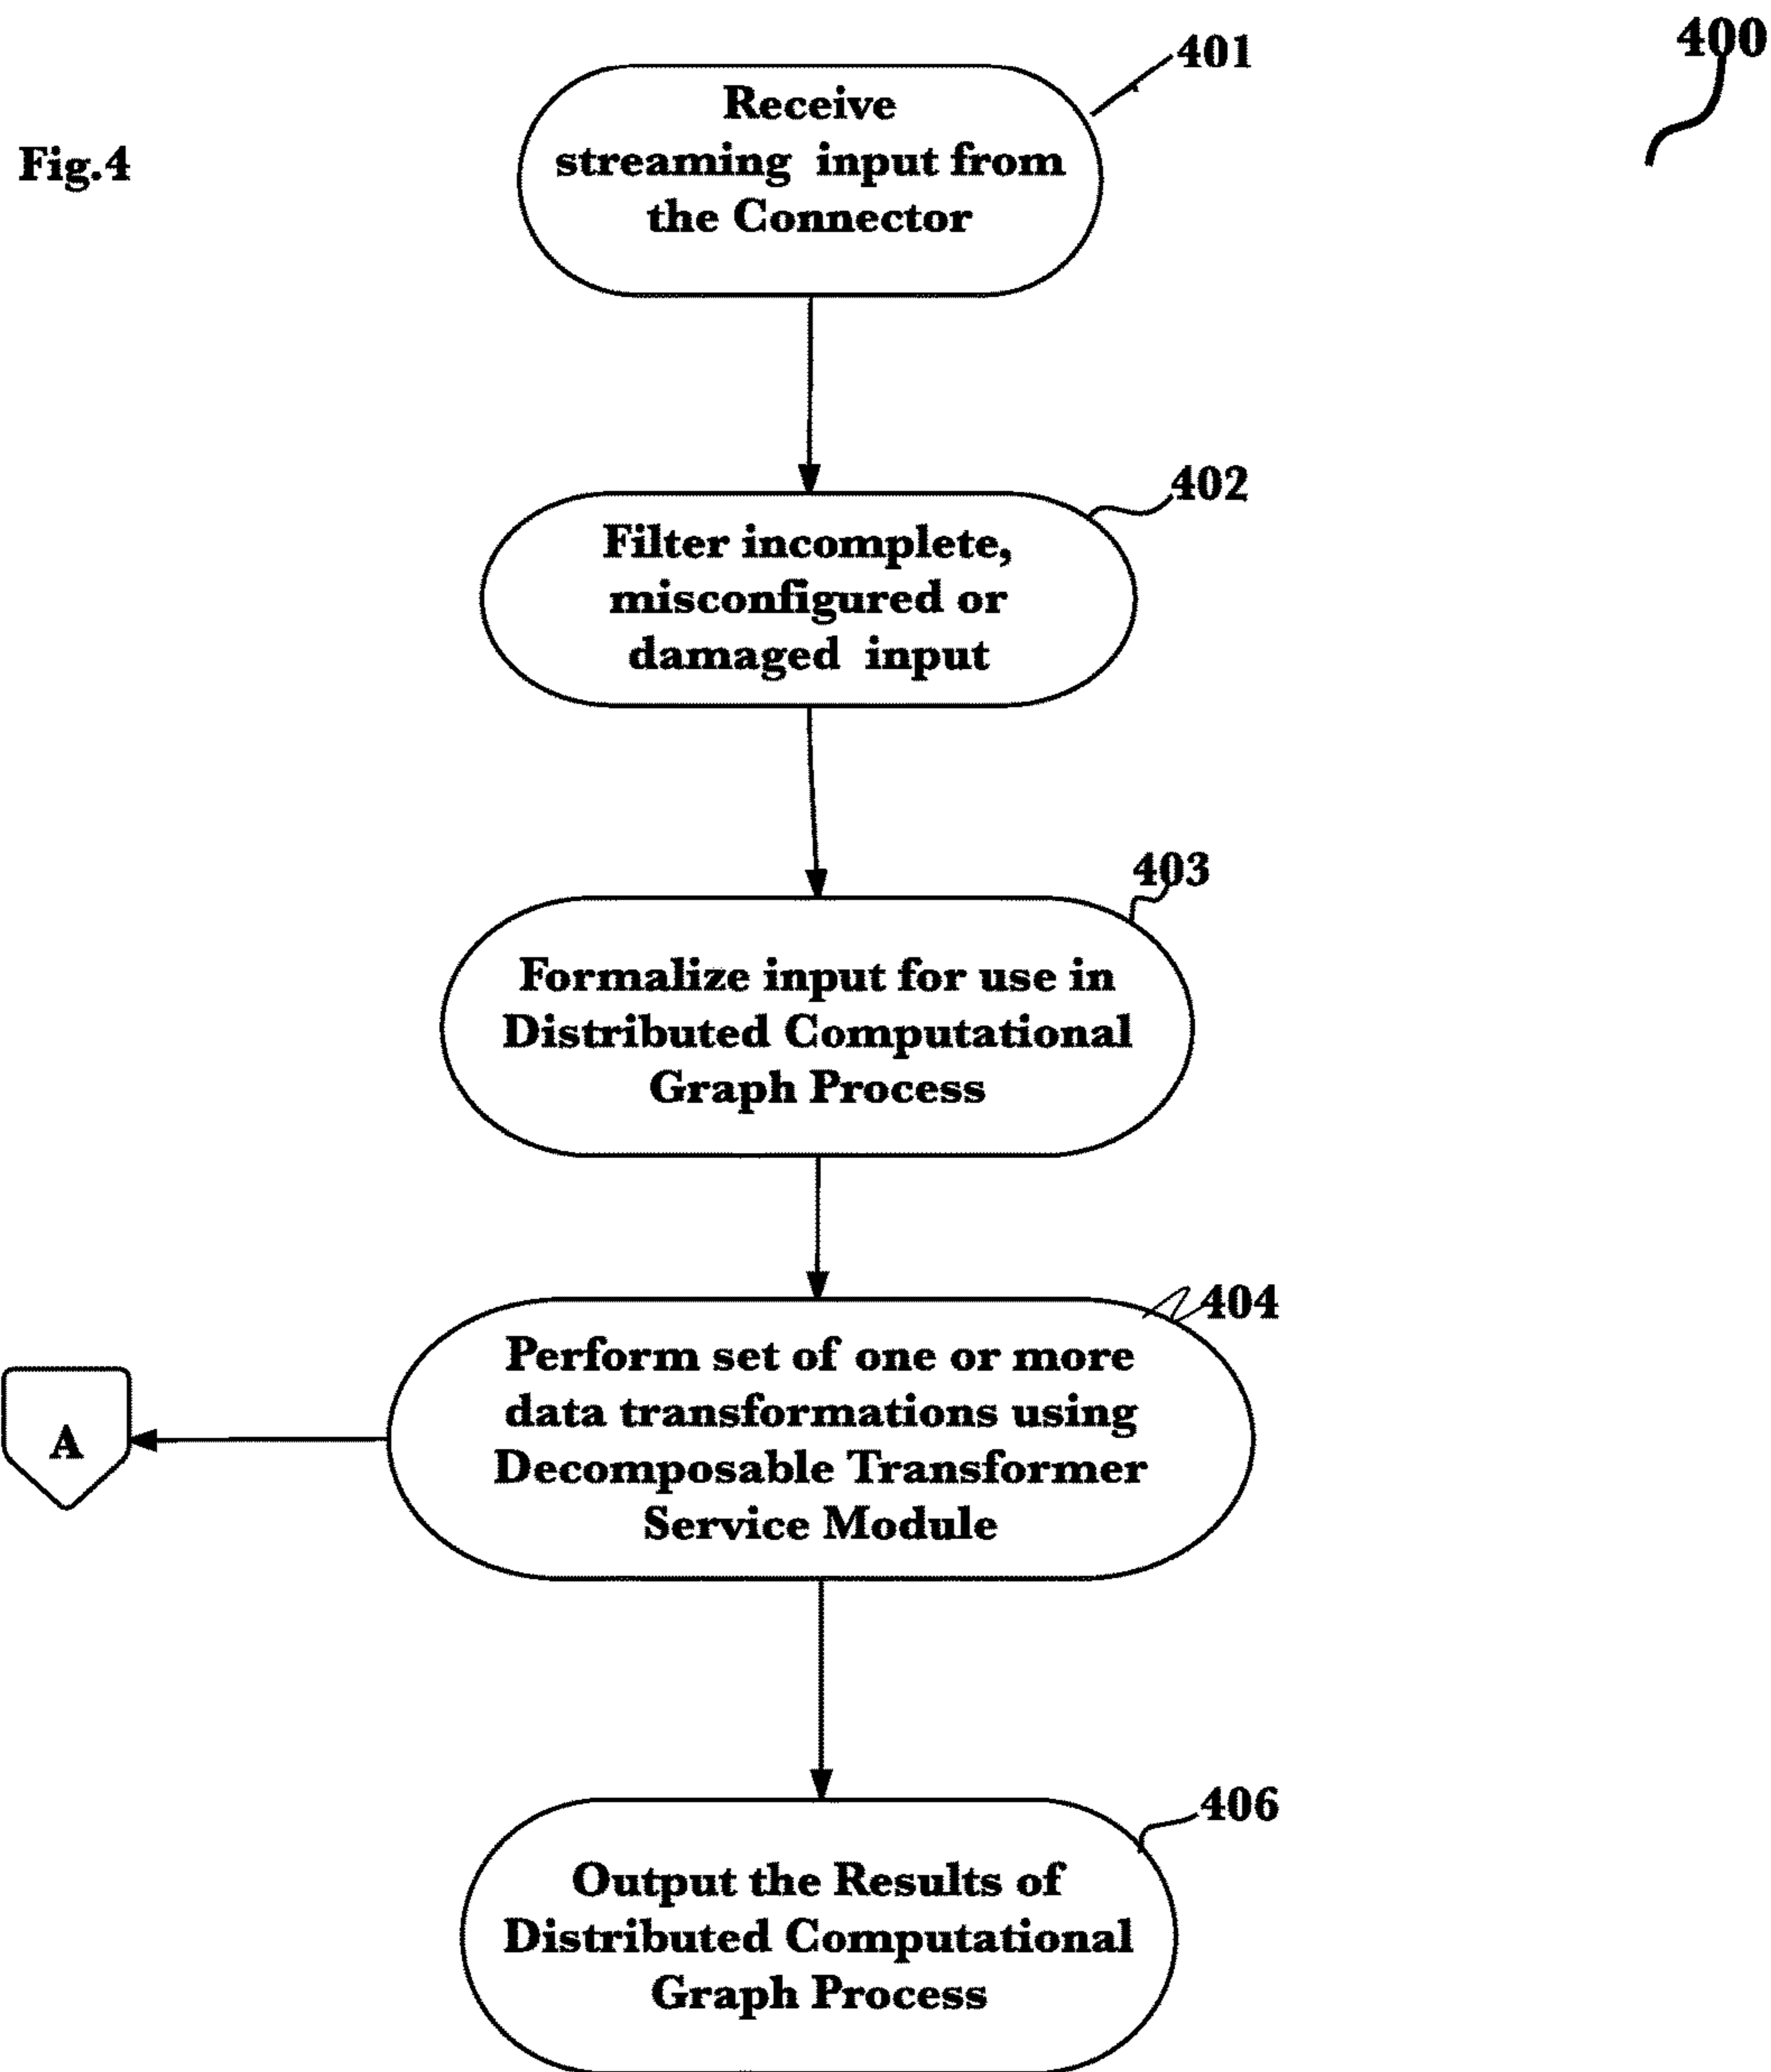 400
401
Fig.4
Receive
streaming input from
the Connector
402
Filter incomplete,
misconfigured or
damaged input
403
Formalize input for use in
Distributed Computational
Graph Process
404
Perform set of one or more
data transformations using
Decomposable Transformer
Service Module
A
406
Output the Results of
Distributed Computational
Graph Process